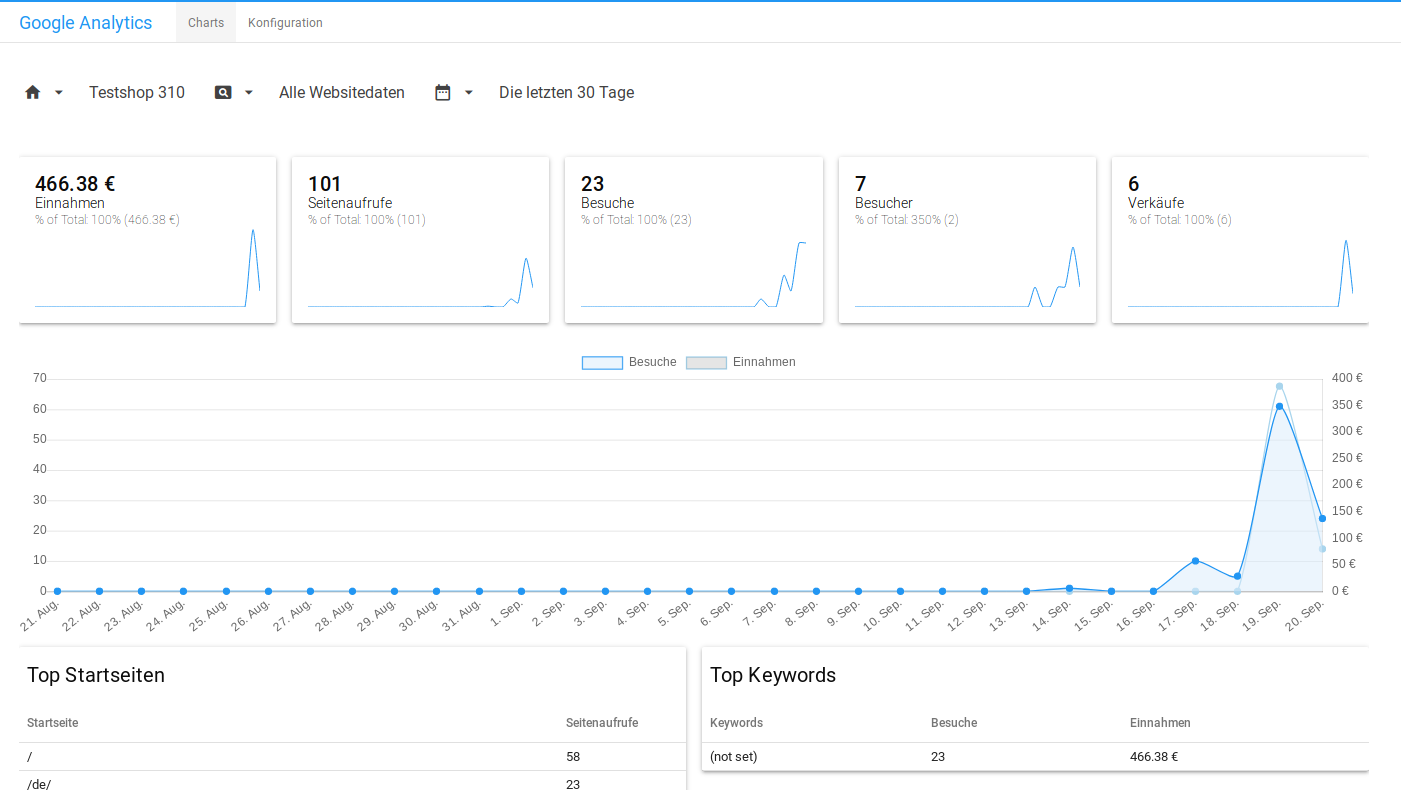 Google Analytics Charts Konfiguration
Testshop 310 Alle Websitedaten Die letzten 30 Tage
466.38 €
Einnahmen
% of Total: 100% (466.38 €)
101
Seitenaufrufe
% of Total: 100% (101)
23
Besuche
% of Total: 100% (23)
7
Besucher
% of Total: 350% (2)
6
Verkäufe
% of Total: 100% (6)
Besuche Einnahmen
70
60
50
40
30
20
10
0
400 €
350 €
300 €
250 €
200 €
150 €
100 €
50 €
0 €
21. Aug. 22. Aug. 23. Aug. 24. Aug. 25. Aug. 26. Aug. 27. Aug. 28. Aug. 29. Aug. 30. Aug. 31. Aug. 1. Sep. 2. Sep. 3. Sep. 4. Sep. 5. Sep. 6. Sep. 7. Sep. 8. Sep. 9. Sep. 10. Sep. 11. Sep. 12. Sep. 13. Sep. 14. Sep. 15. Sep. 16. Sep. 17. Sep. 18. Sep. 19. Sep. 20. Sep.
Top Startseiten
Startseite Seitenaufrufe
/ 58
/de/ 23
Top Keywords
Keywords Besuche Einnahmen
(not set) 23 466.38 €